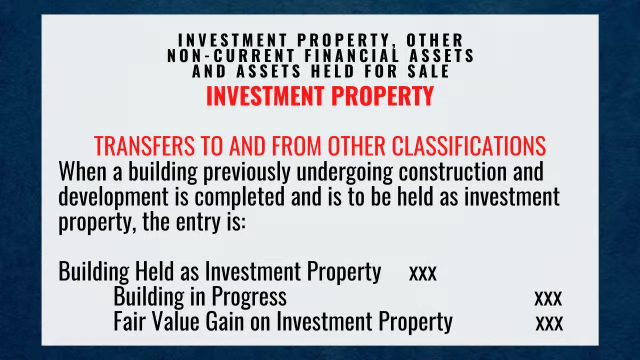 INVESTMENT PROPERTY, OTHER
NON-CURRENT FINANCIAL ASSETS
AND ASSETS HELD FOR SALE
INVESTMENT PROPERTY
TRANSFERS TO AND FROM OTHER CLASSIFICATIONS
When a building previously undergoing construction and
development is completed and is to be held as investment
property, the entry is:
Building Held as Investment Property xxx
Building in Progress xxx
Fair Value Gain on Investment Property xxx